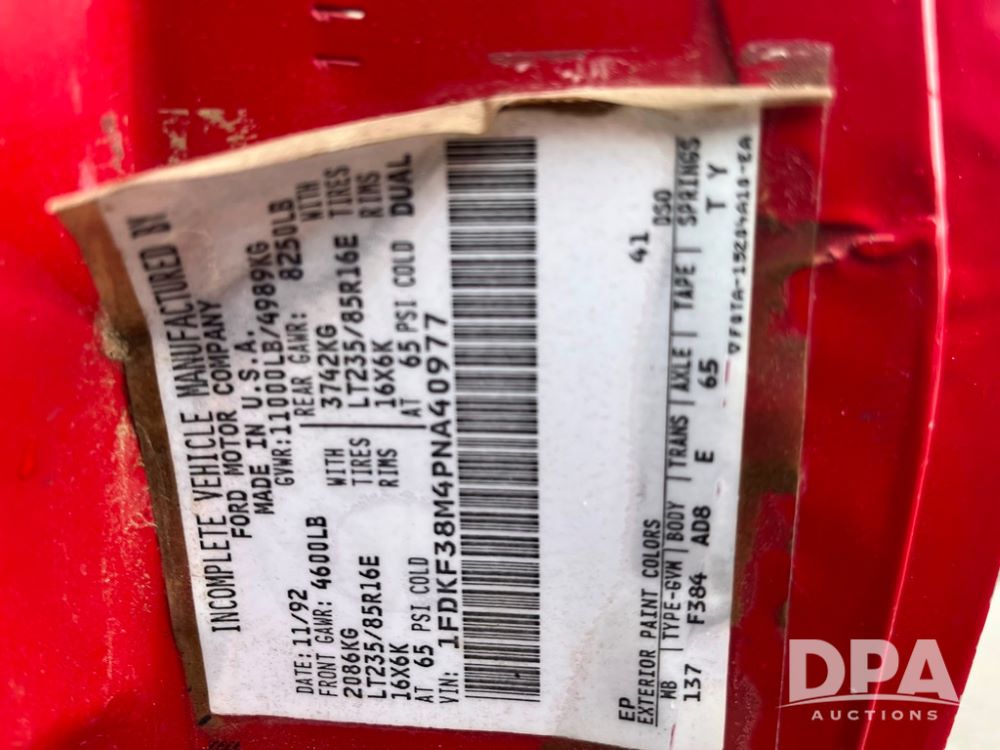 INCOMPLETE VEHICLE MANUFACTURED BY
FORD MOTOR COMPANY
MADE IN U.S.A.
DATE: 11/92 GVWR: 11000LB/4989KG
FRONT GAWR: 4600LB REAR GAWR: 8250LB
2086KG WITH 3742KG WITH
LT235/85R16E TIRES LT235/85R16E TIRES
16X6K RIMS 16X6K RIMS
AT 65 PSI COLD AT 65 PSI COLD DUAL
VIN: 1FDKF38M4PNA40977
EP 41
EXTERIOR PAINT COLORS DSO
WB TYPE-GVW BODY TRANS AXLE TAPE SPRINGS
137 F384 AD8 E 65 T Y
DPA
AUCTIONS